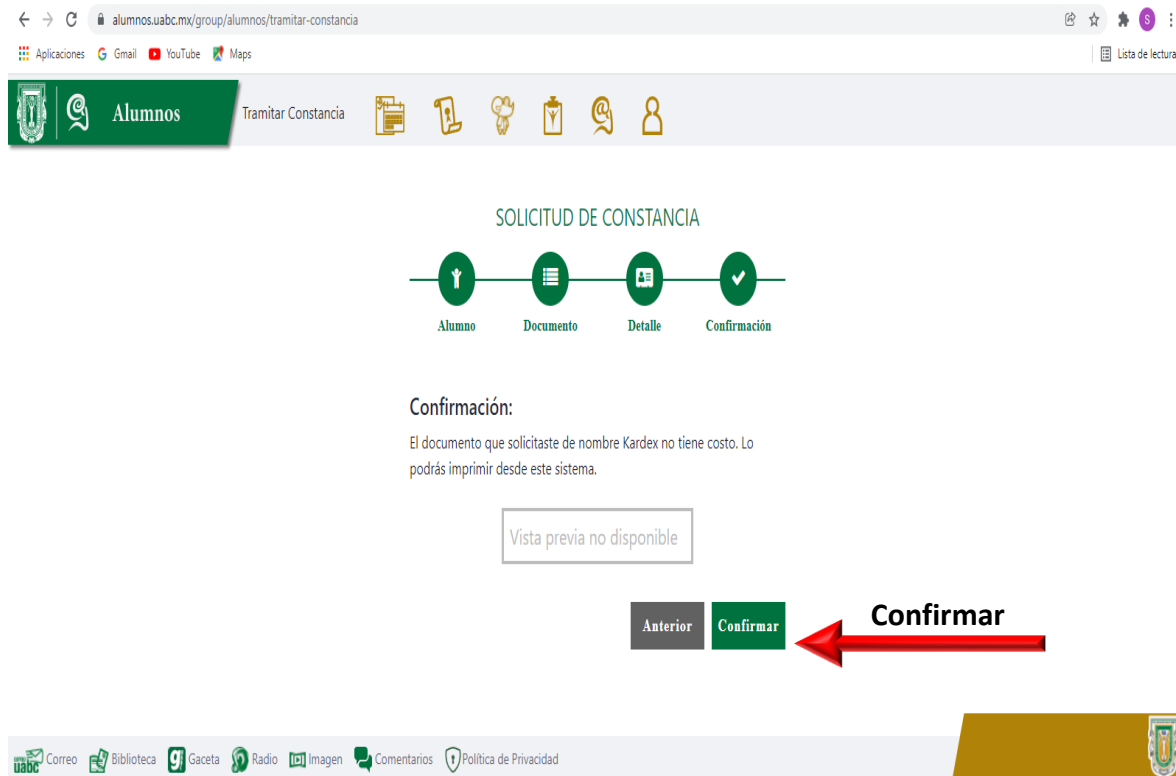 alumnos.uabc.mx/group/alumnos/tramitar-constancia
S
Aplicaciones G Gmail YouTube Maps Lista de lectura
Alumnos Tramitar Constancia
SOLICITUD DE CONSTANCIA
Alumno Documento Detalle Confirmación
Confirmación:
El documento que solicitaste de nombre Kardex no tiene costo. Lo
podrás imprimir desde este sistema.
Vista previa no disponible
Anterior Confirmar Confirmar
uabc Correo Biblioteca g Gaceta Radio Imagen Comentarios Política de Privacidad